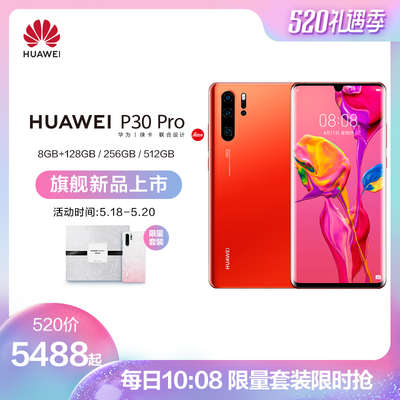 HUAWEI
520礼遇季
HUAWEI P30 Pro
华为 | 徕卡 联合设计
Leica
8GB+128GB / 256GB / 512GB
旗舰新品上市
活动时间:5.18-5.20
限量
套装
08:08
HUAWEI
520价
5488起
每日10:08 限量套装限时抢